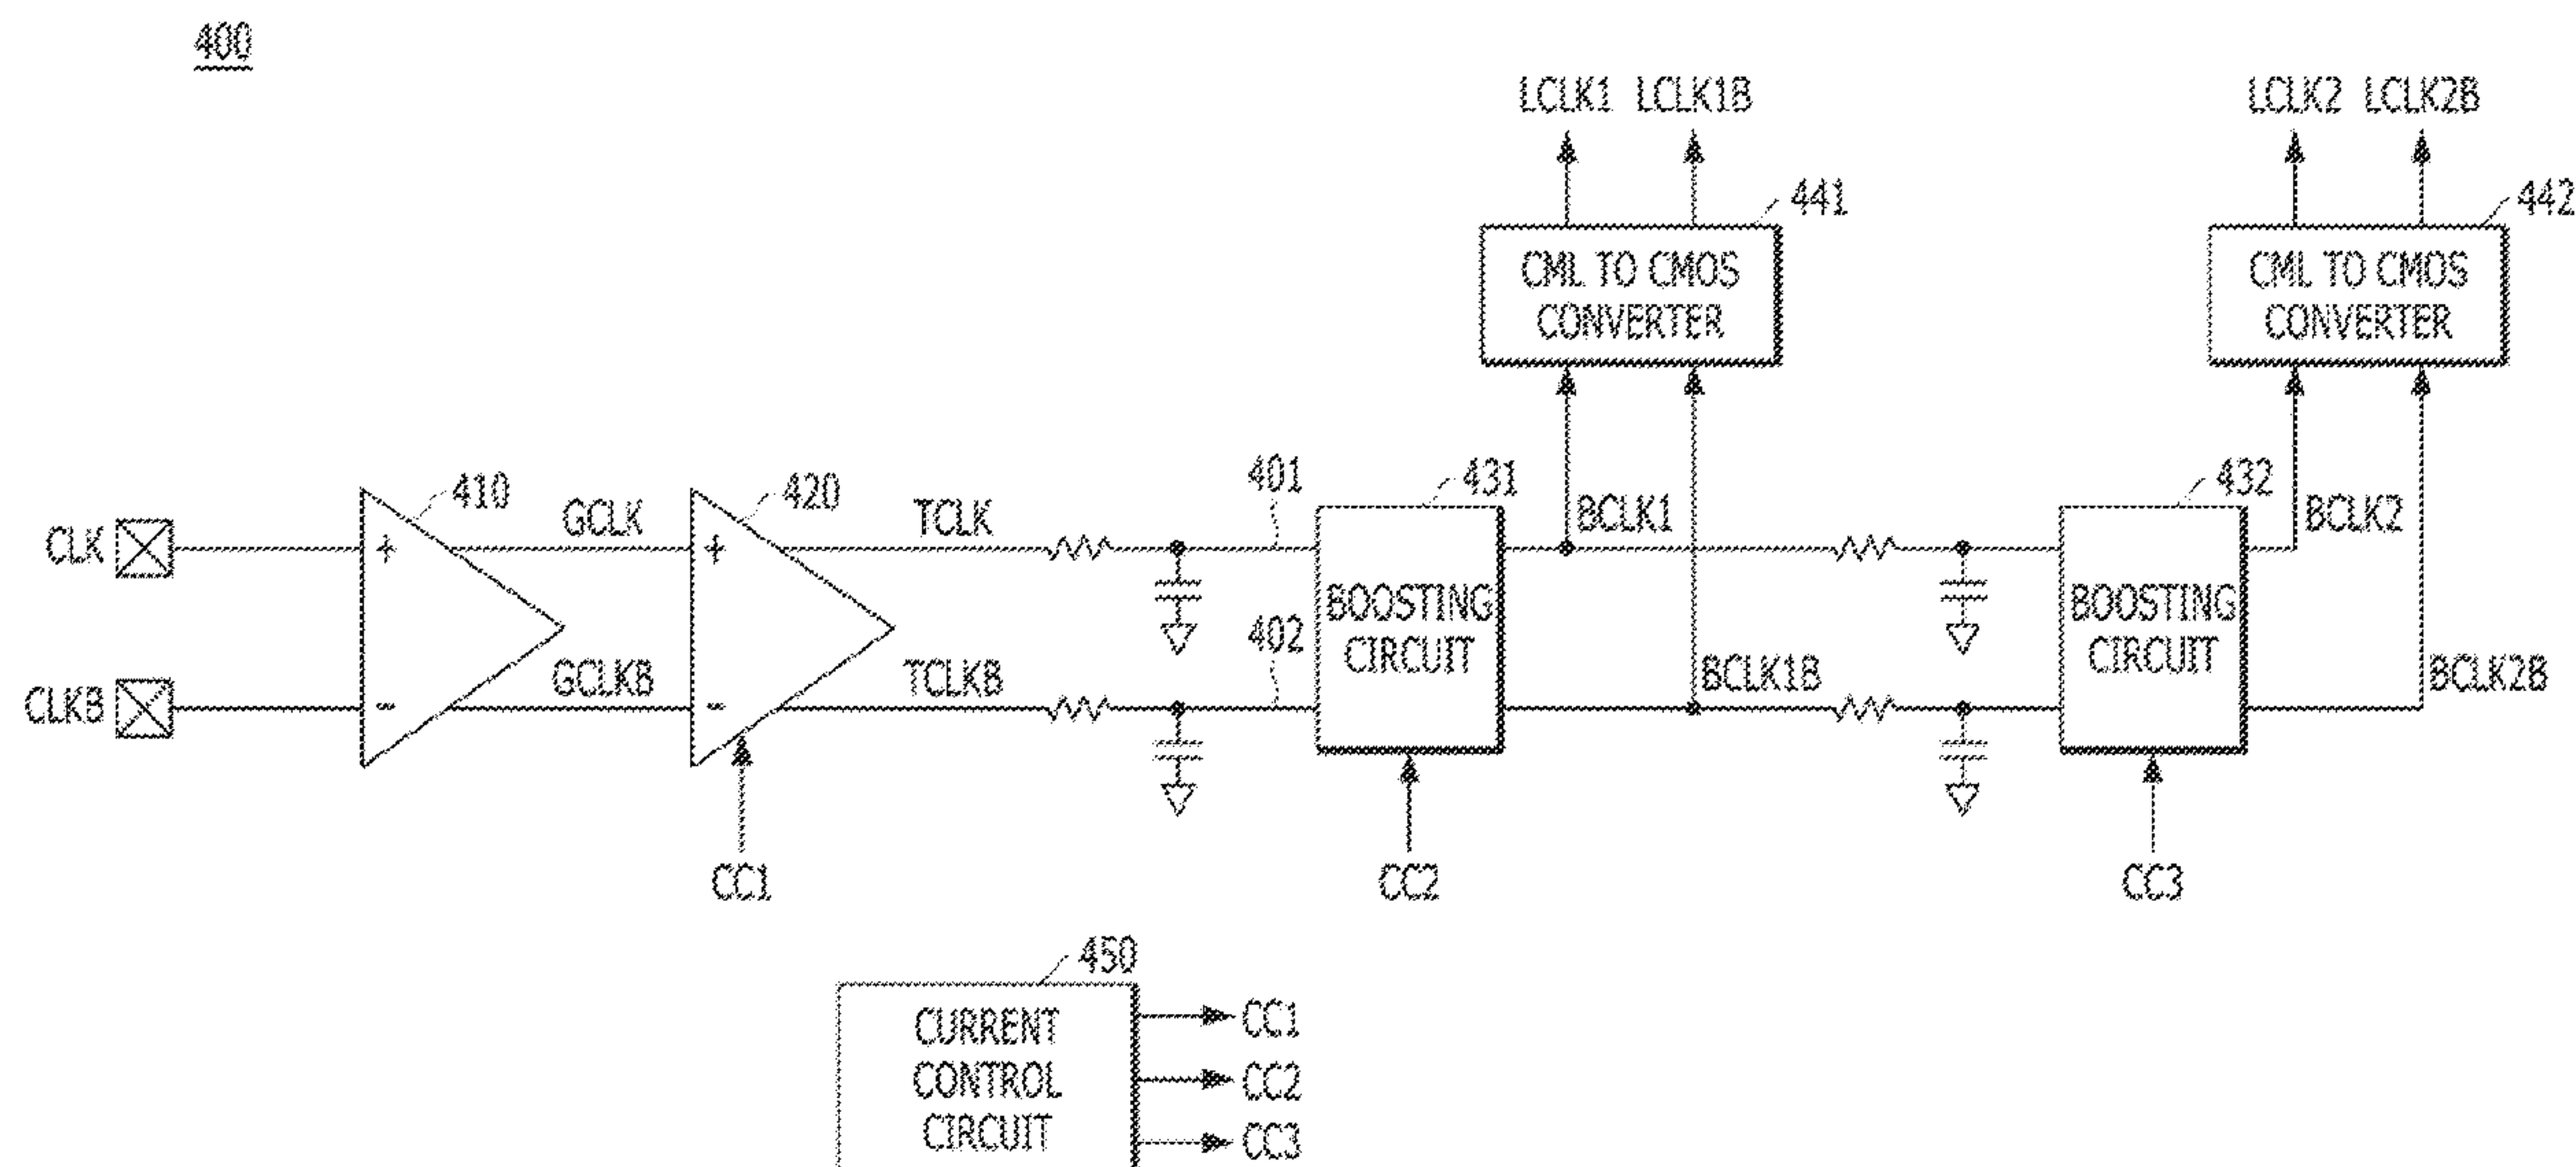 400
LCLK1 LCLK1B
LCLK2 LCLK2B
441
442
CML TO CMOS
CONVERTER
CML TO CMOS
CONVERTER
410
420
401
431
432
CLK
+
GCLK
+
TCLK
BCLK1
BCLK2
BOOSTING
CIRCUIT
BOOSTING
CIRCUIT
402
CLKB
-
GCLKB
-
TCLKB
BCLK1B
BCLK2B
CC1
CC2
CC3
450
CURRENT
CONTROL
CIRCUIT
CC1
CC2
CC3